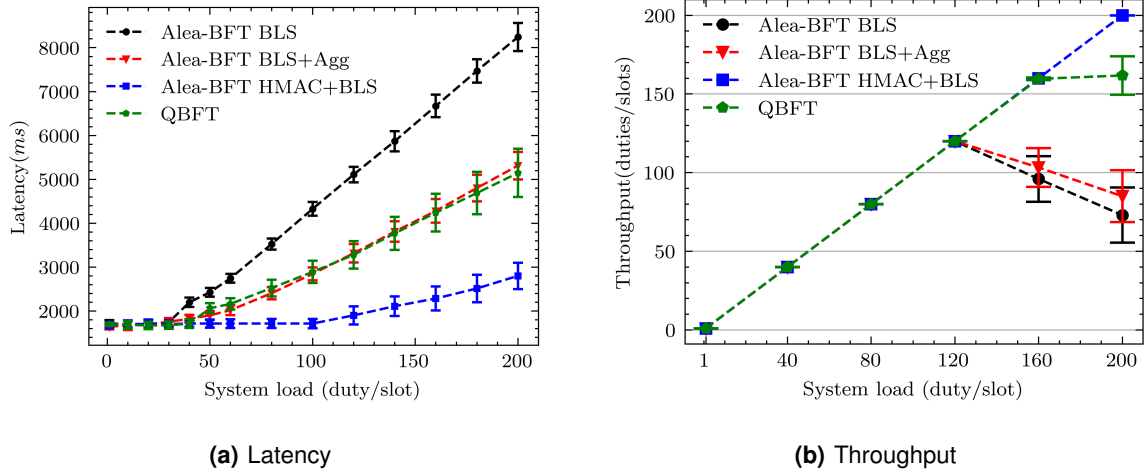 Alea-BFT BLS
Alea-BFT BLS+Agg
Alea-BFT HMAC+BLS
QBFT
8000
7000
6000
5000
4000
3000
2000
Latency(ms)
0
50
100
150
200
System load (duty/slot)
(a) Latency
Alea-BFT BLS
Alea-BFT BLS+Agg
Alea-BFT HMAC+BLS
QBFT
200
150
100
50
0
Throughput(duties/slots)
1
40
80
120
160
200
System load (duty/slot)
(b) Throughput